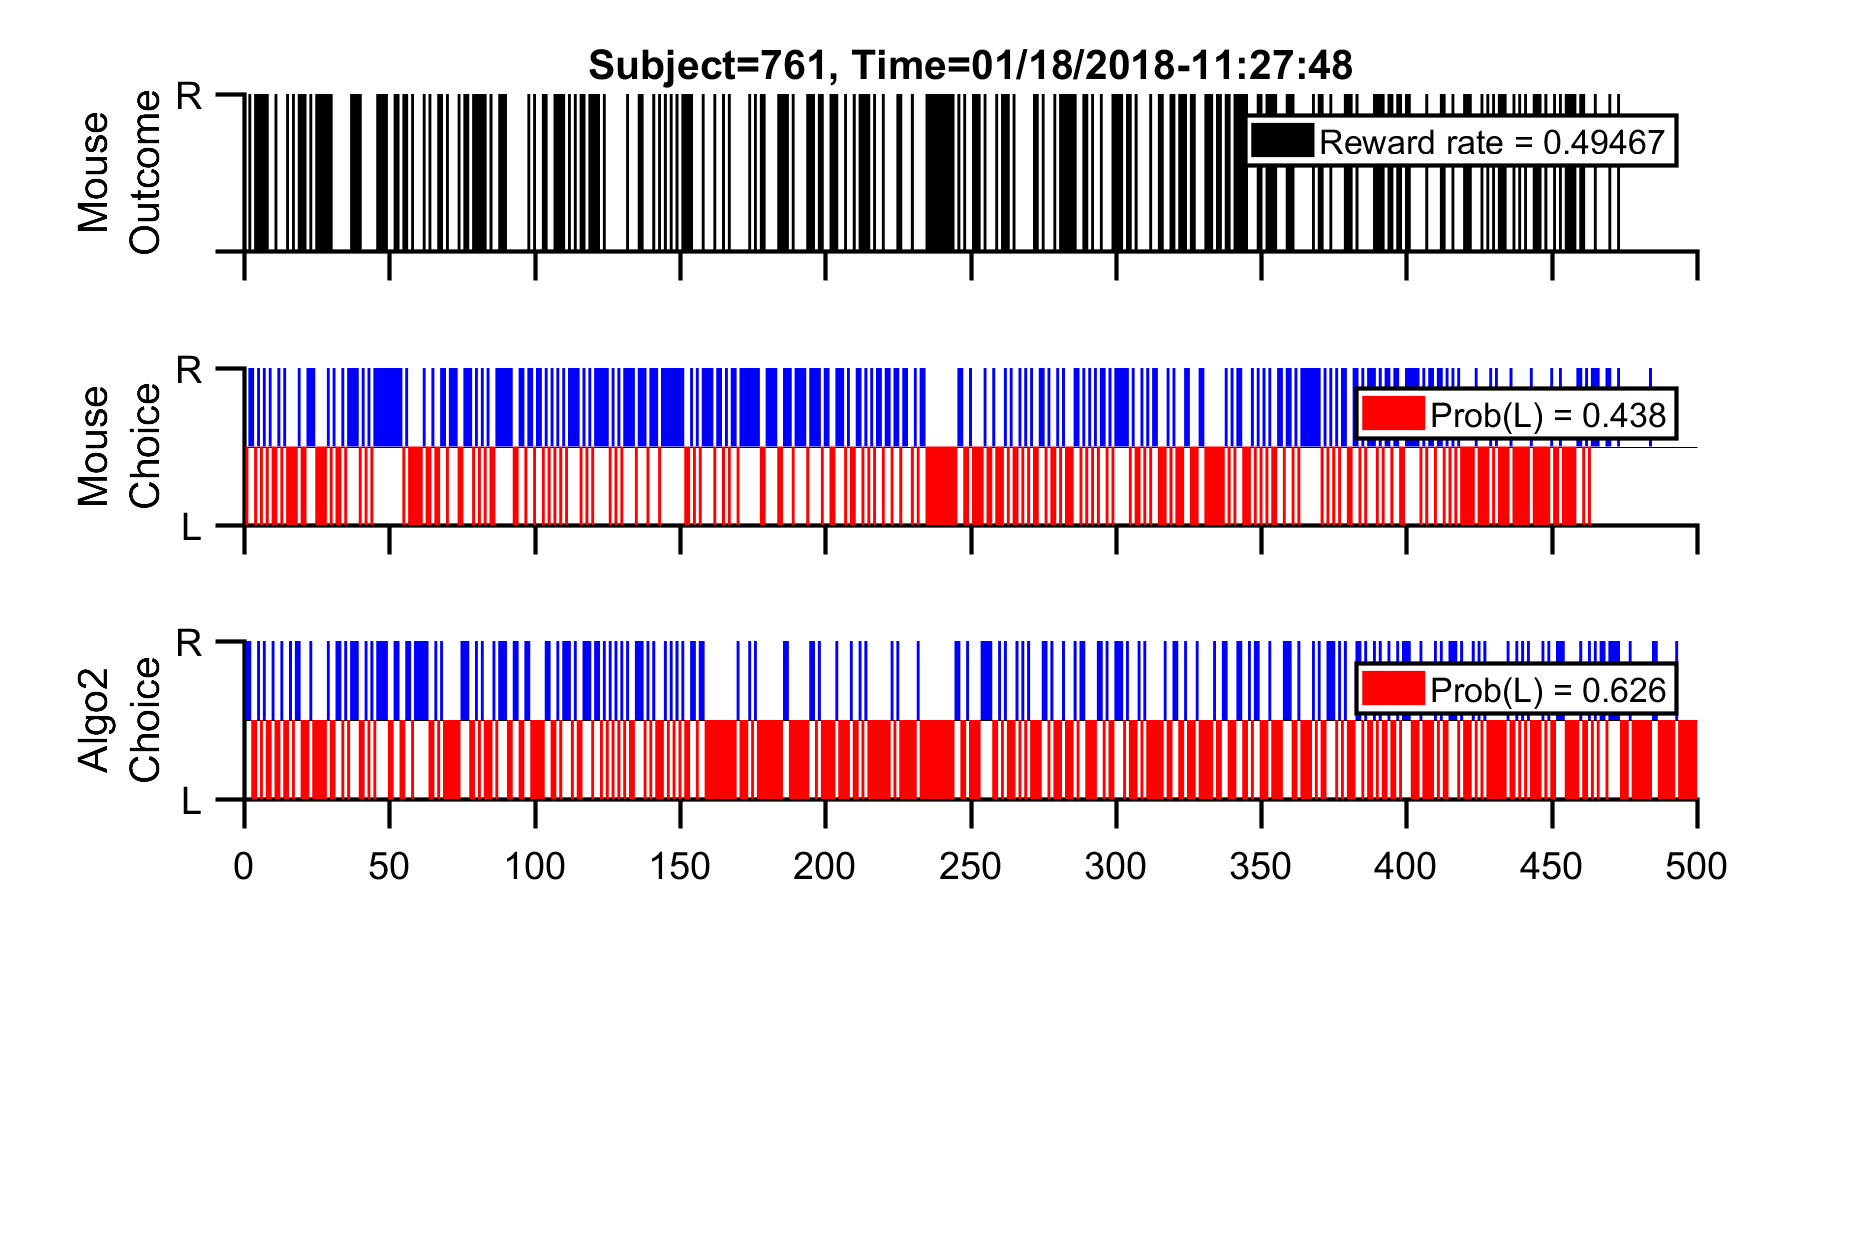 Subject=761, Time=01/18/2018-11:27:48
Mouse
Outcome
R
Reward rate = 0.49467
Mouse
Choice
R
L
Prob(L) = 0.438
Algo2
Choice
R
L
Prob(L) = 0.626
0 50 100 150 200 250 300 350 400 450 500